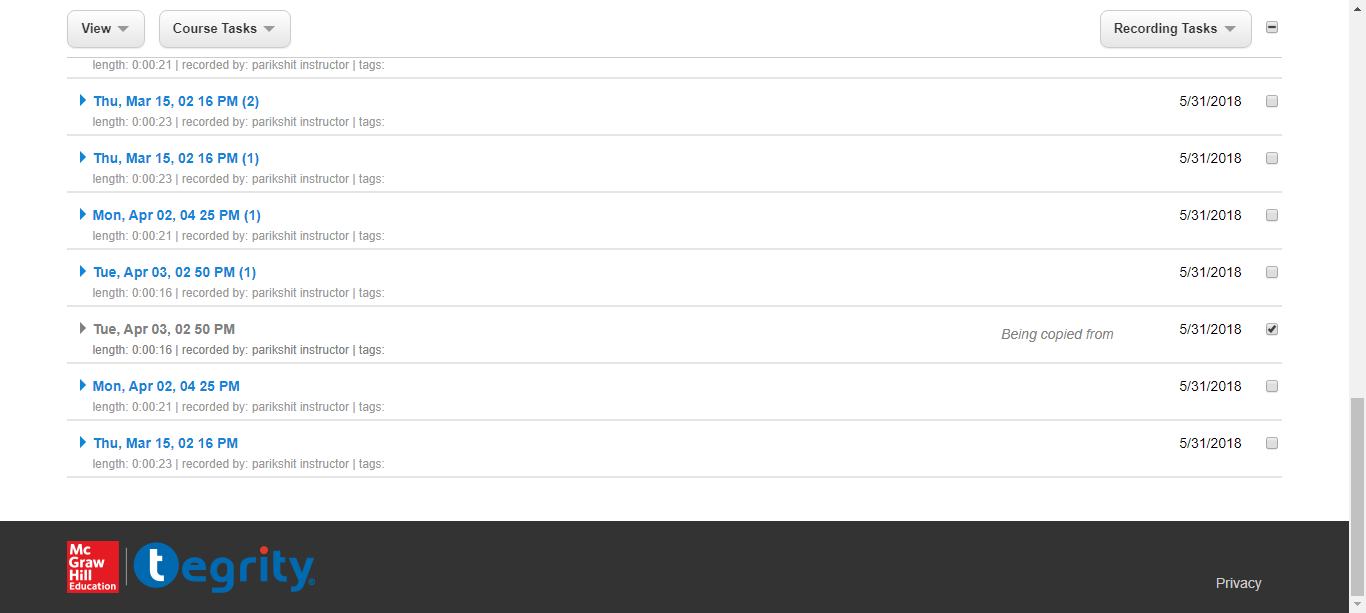 View Course Tasks Recording Tasks
length: 0:00:21 | recorded by: parikshit instructor | tags:
Thu, Mar 15, 02 16 PM (2) 5/31/2018
length: 0:00:23 | recorded by: parikshit instructor | tags:
Thu, Mar 15, 02 16 PM (1) 5/31/2018
length: 0:00:23 | recorded by: parikshit instructor | tags:
Mon, Apr 02, 04 25 PM (1) 5/31/2018
length: 0:00:21 | recorded by: parikshit instructor | tags:
Tue, Apr 03, 02 50 PM (1) 5/31/2018
length: 0:00:16 | recorded by: parikshit instructor | tags:
Tue, Apr 03, 02 50 PM Being copied from 5/31/2018
length: 0:00:16 | recorded by: parikshit instructor | tags:
Mon, Apr 02, 04 25 PM 5/31/2018
length: 0:00:21 | recorded by: parikshit instructor | tags:
Thu, Mar 15, 02 16 PM 5/31/2018
length: 0:00:23 | recorded by: parikshit instructor | tags:
Mc
Graw
Hill
Education
tegrity
Privacy